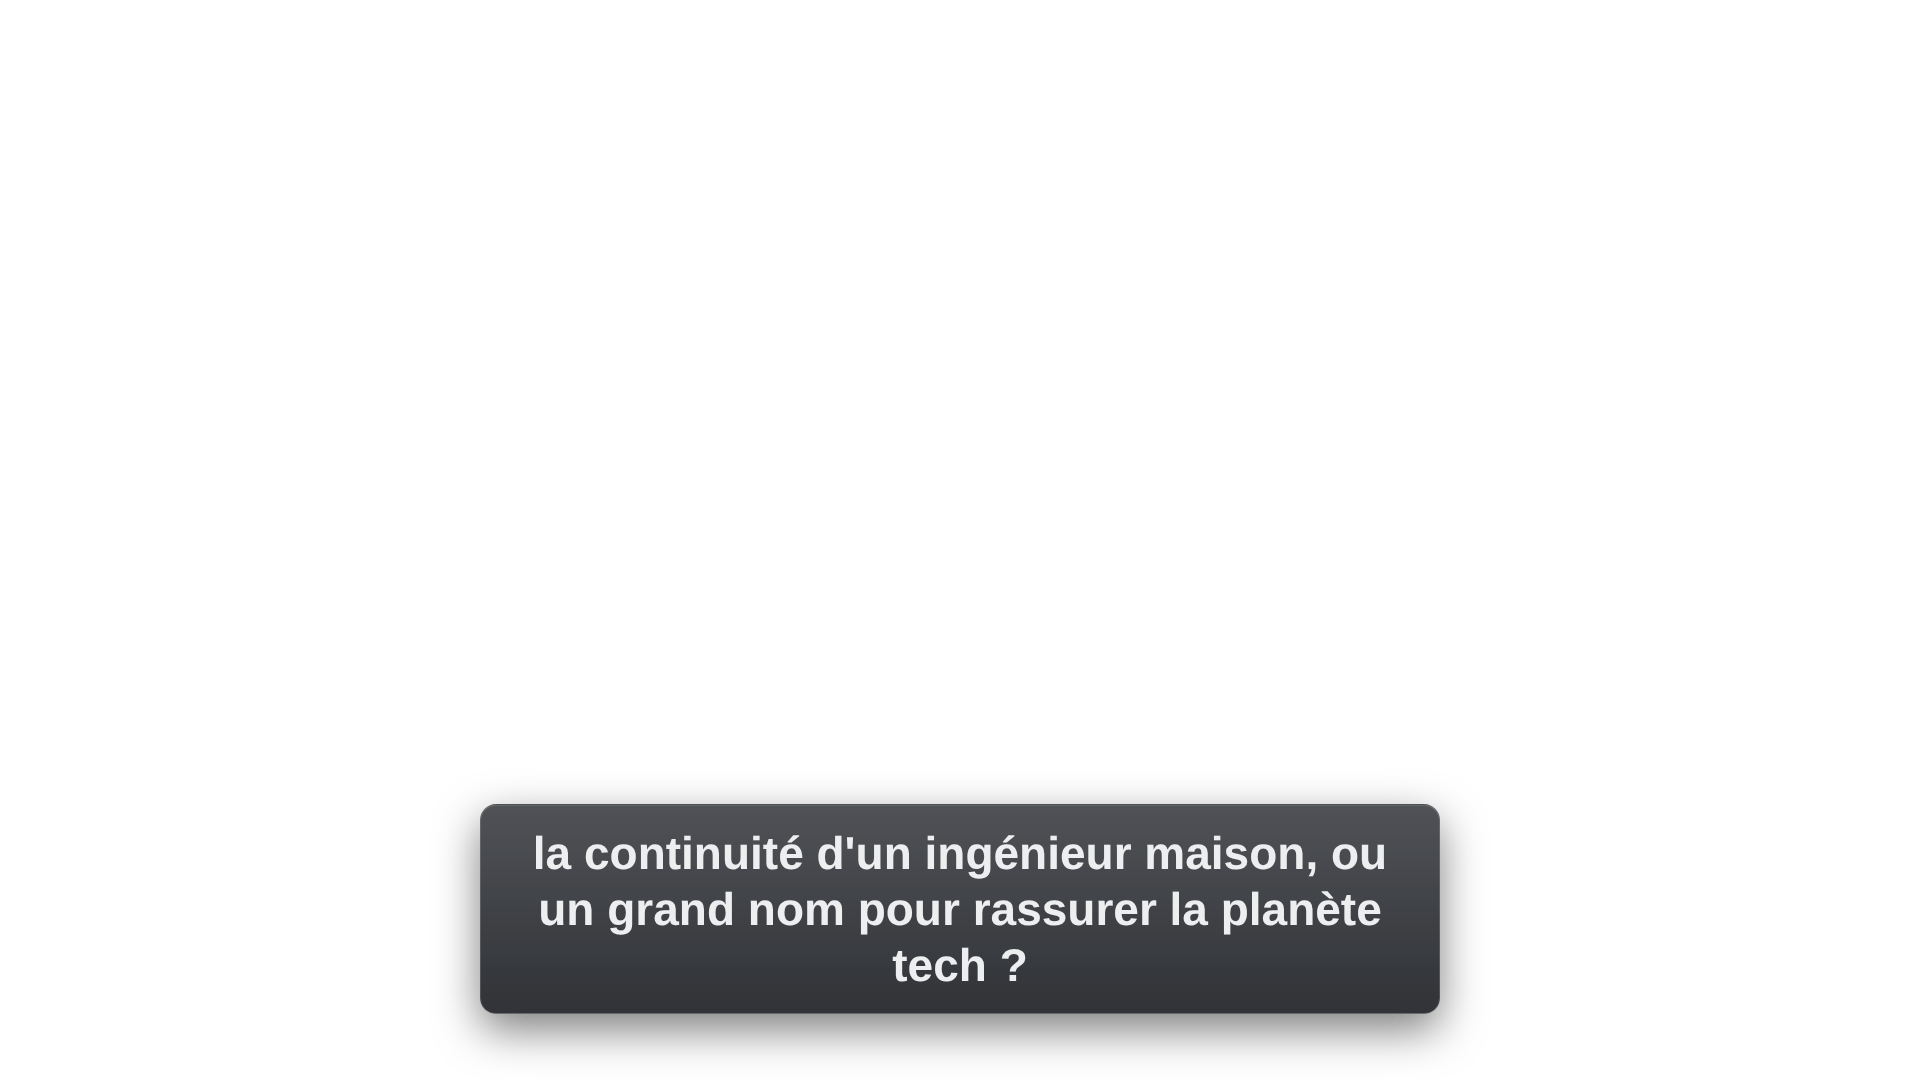 la continuité d'un ingénieur maison, ou
un grand nom pour rassurer la planète
tech ?